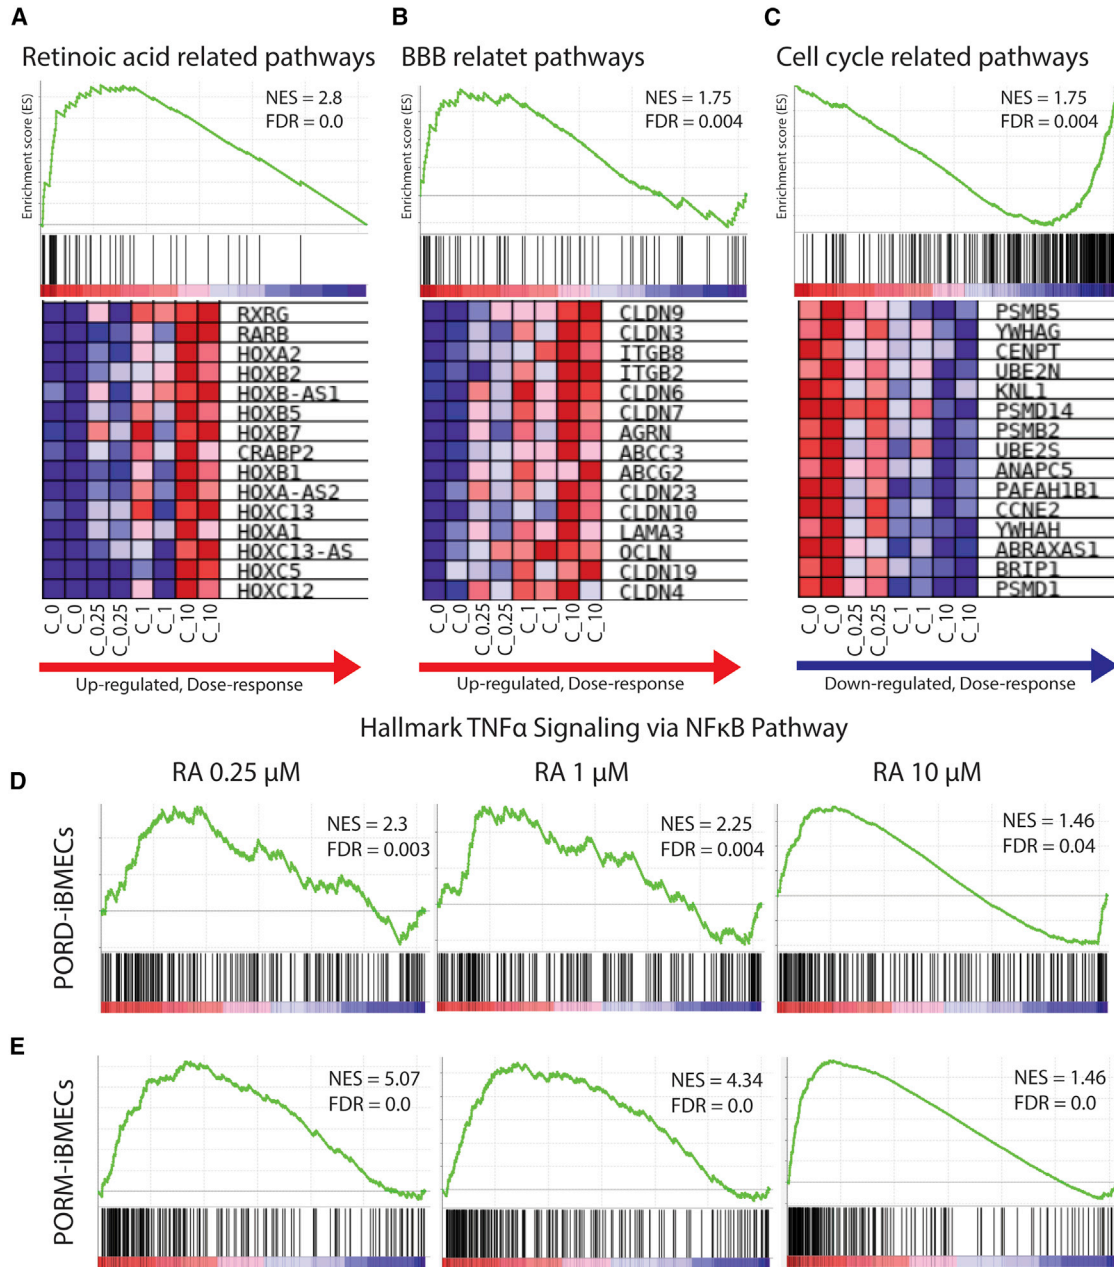 A
B
C
Retinoic acid related pathways
BBB relatet pathways
Cell cycle related pathways
Enrichment score (ES)
NES = 2.8
FDR = 0.0
Enrichment score (ES)
NES = 1.75
FDR = 0.004
Enrichment score (ES)
NES = 1.75
FDR = 0.004
RXRG
RARB
HOXA2
HOXB2
HOXB-AS1
HOXB5
HOXB7
CRABP2
HOXB1
HOXA-AS2
HOXC13
HOXA1
HOXC13-AS
HOXC5
HOXC12
CLDN9
CLDN3
ITGB8
ITGB2
CLDN6
CLDN7
AGRN
ABCC3
ABCG2
CLDN23
CLDN10
LAMA3
OCLN
CLDN19
CLDN4
PSMB5
YWHAG
CENPT
UBE2N
KNL1
PSMD14
PSMB2
UBE2S
ANAPC5
PAFAH1B1
CCNE2
YWHAH
ABRAXAS1
BRIP1
PSMD1
C_0 C_0 C_0.25 C_0.25 C_1 C_1 C_10 C_10
C_0 C_0 C_0.25 C_0.25 C_1 C_1 C_10 C_10
C_0 C_0 C_0.25 C_0.25 C_1 C_1 C_10 C_10
Up-regulated, Dose-response
Up-regulated, Dose-response
Down-regulated, Dose-response
Hallmark TNFα Signaling via NFκB Pathway
D
RA 0.25 µM
RA 1 µM
RA 10 µM
PORD-iBMECs
NES = 2.3
FDR = 0.003
NES = 2.25
FDR = 0.004
NES = 1.46
FDR = 0.04
E
PORM-iBMECs
NES = 5.07
FDR = 0.0
NES = 4.34
FDR = 0.0
NES = 1.46
FDR = 0.0